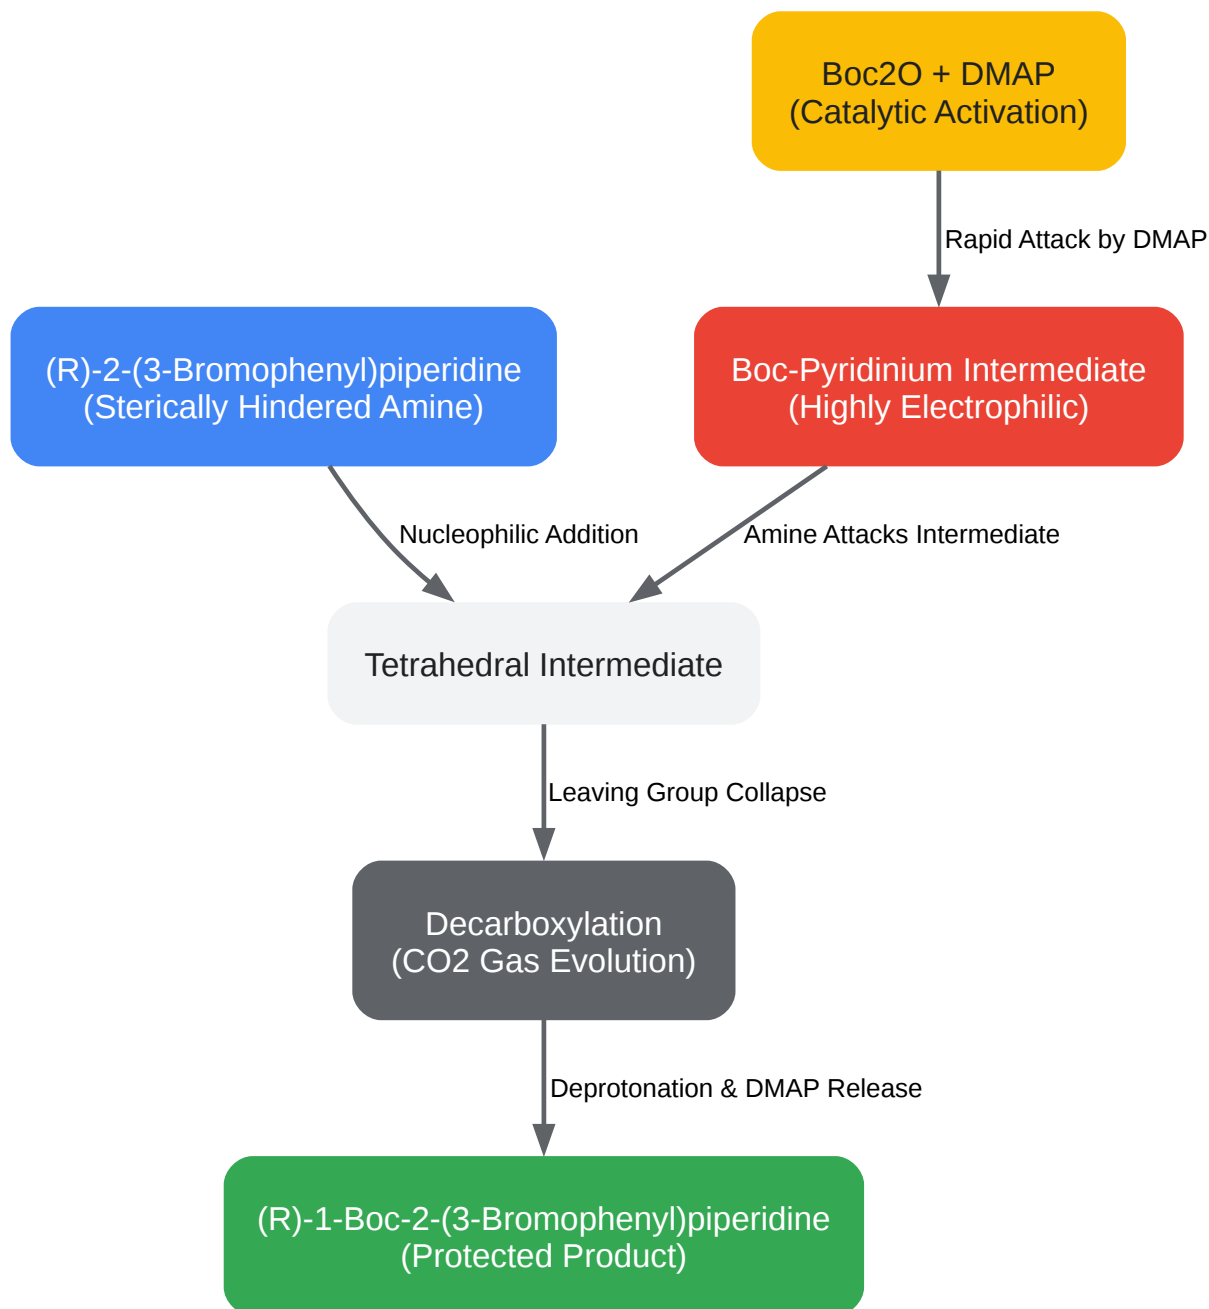 Boc2O + DMAP
(Catalytic Activation)
Rapid Attack by DMAP
(R)-2-(3-Bromophenyl)piperidine
(Sterically Hindered Amine)
Boc-Pyridinium Intermediate
(Highly Electrophilic)
Nucleophilic Addition
Amine Attacks Intermediate
Tetrahedral Intermediate
Leaving Group Collapse
Decarboxylation
(CO2 Gas Evolution)
Deprotonation & DMAP Release
(R)-1-Boc-2-(3-Bromophenyl)piperidine
(Protected Product)